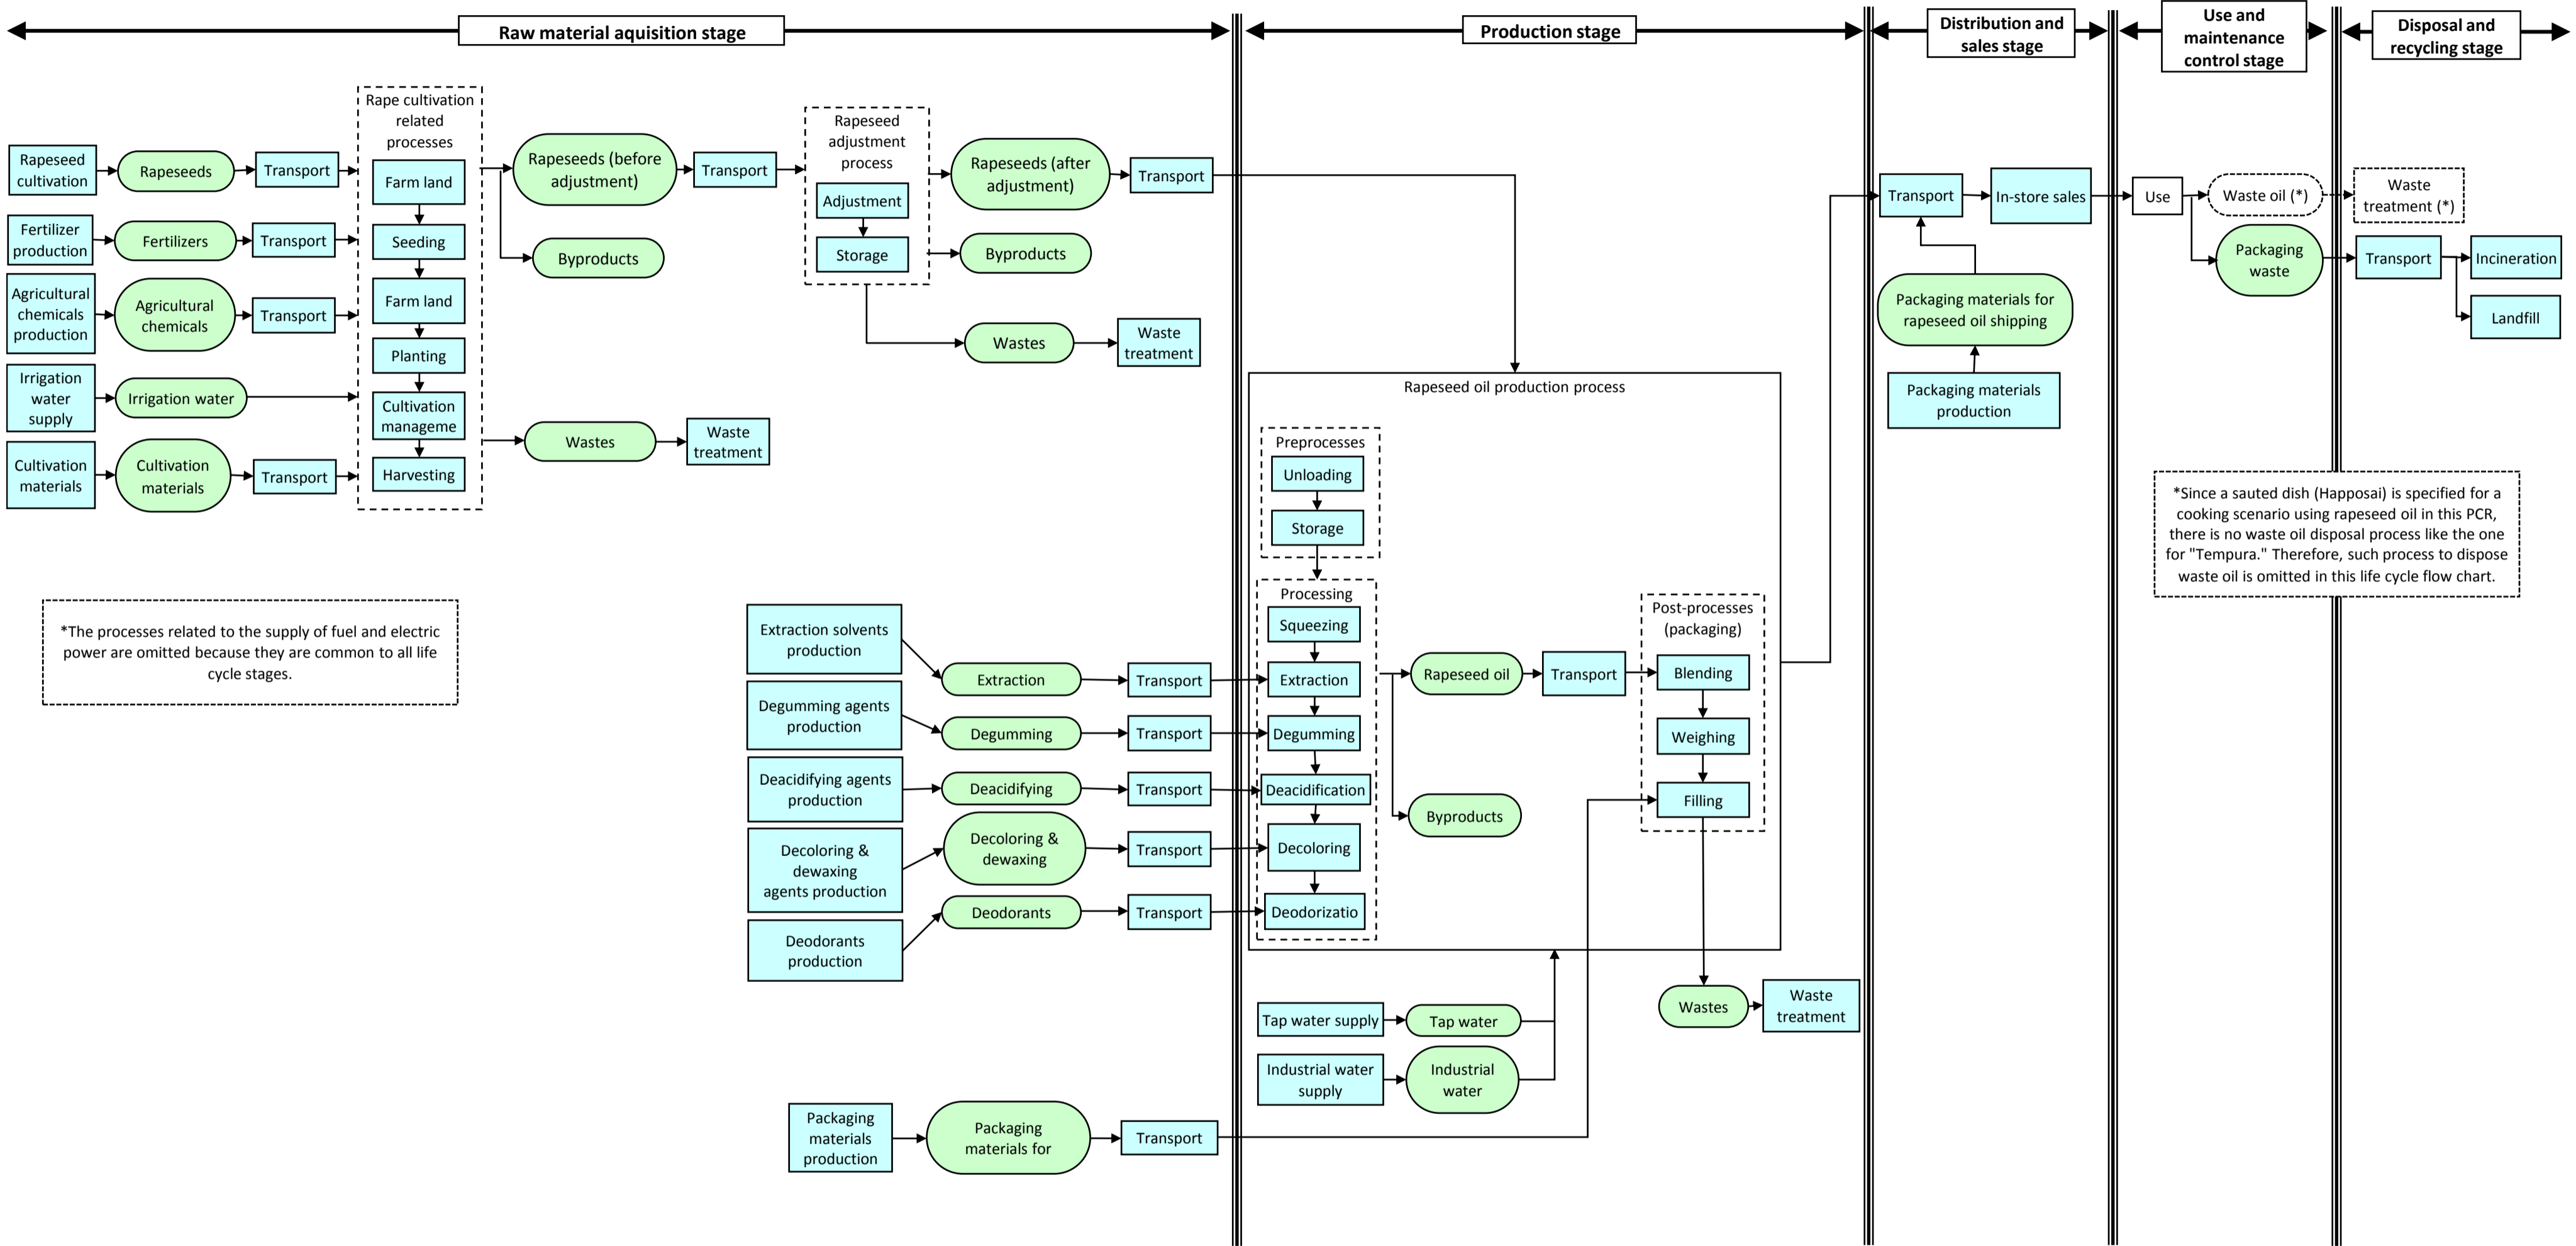 Raw material aquisition stage
Production stage
Distribution and
sales stage
Use and
maintenance
control stage
Disposal and
recycling stage
Rapeseed
cultivation
Rapeseeds
Transport
Fertilizer
production
Fertilizers
Transport
Agricultural
chemicals
production
Agricultural
chemicals
Transport
Irrigation
water
supply
Irrigation water
Cultivation
materials
Cultivation
materials
Transport
Rape cultivation
related
processes
Farm land
Seeding
Farm land
Planting
Cultivation
manageme
Harvesting
Rapeseeds (before
adjustment)
Byproducts
Transport
Wastes
Waste
treatment
Rapeseed
adjustment
process
Adjustment
Storage
Rapeseeds (after
adjustment)
Transport
Byproducts
Wastes
Waste
treatment
*The processes related to the supply of fuel and electric
power are omitted because they are common to all life
cycle stages.
Extraction solvents
production
Extraction
Transport
Degumming agents
production
Degumming
Transport
Deacidifying agents
production
Deacidifying
Transport
Decoloring &
dewaxing
agents production
Decoloring &
dewaxing
Transport
Deodorants
production
Deodorants
Transport
Packaging
materials
production
Packaging
materials for
Transport
Rapeseed oil production process
Preprocesses
Unloading
Storage
Processing
Squeezing
Extraction
Degumming
Deacidification
Decoloring
Deodorizatio
Rapeseed oil
Transport
Byproducts
Post-processes
(packaging)
Blending
Weighing
Filling
Wastes
Waste
treatment
Tap water supply
Tap water
Industrial water
supply
Industrial
water
Transport
In-store sales
Packaging materials for
rapeseed oil shipping
Packaging materials
production
Use
Waste oil (*)
Packaging
waste
Waste
treatment (*)
Transport
Incineration
Landfill
*Since a sauted dish (Happosai) is specified for a
cooking scenario using rapeseed oil in this PCR,
there is no waste oil disposal process like the one
for "Tempura." Therefore, such process to dispose
waste oil is omitted in this life cycle flow chart.